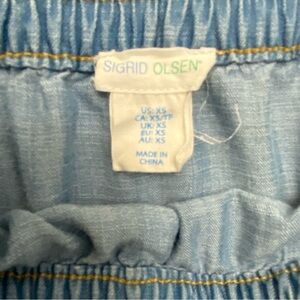 SIGRID OLSEN
US: XS
CA: XS/TP
UK: XS
EU: XS
AU: XS
MADE IN
CHINA